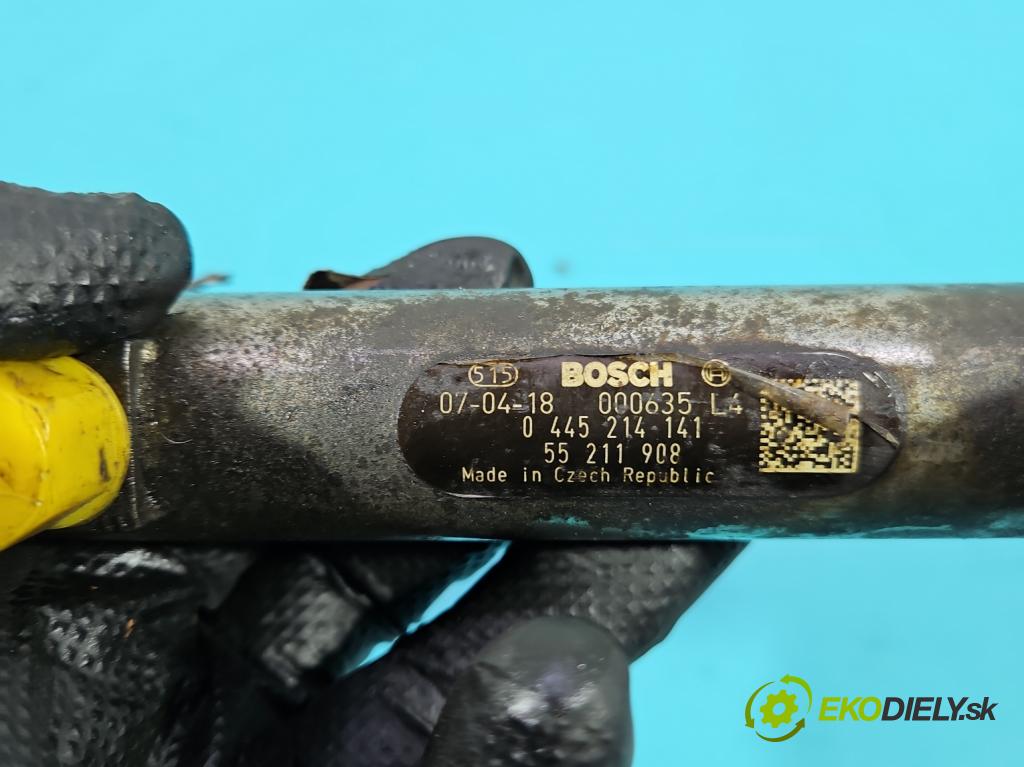 515 BOSCH H
07-04-18 000635 L4
0 445 214 141
55 211 908
Made in Czech Republic
EKODIELY.sk